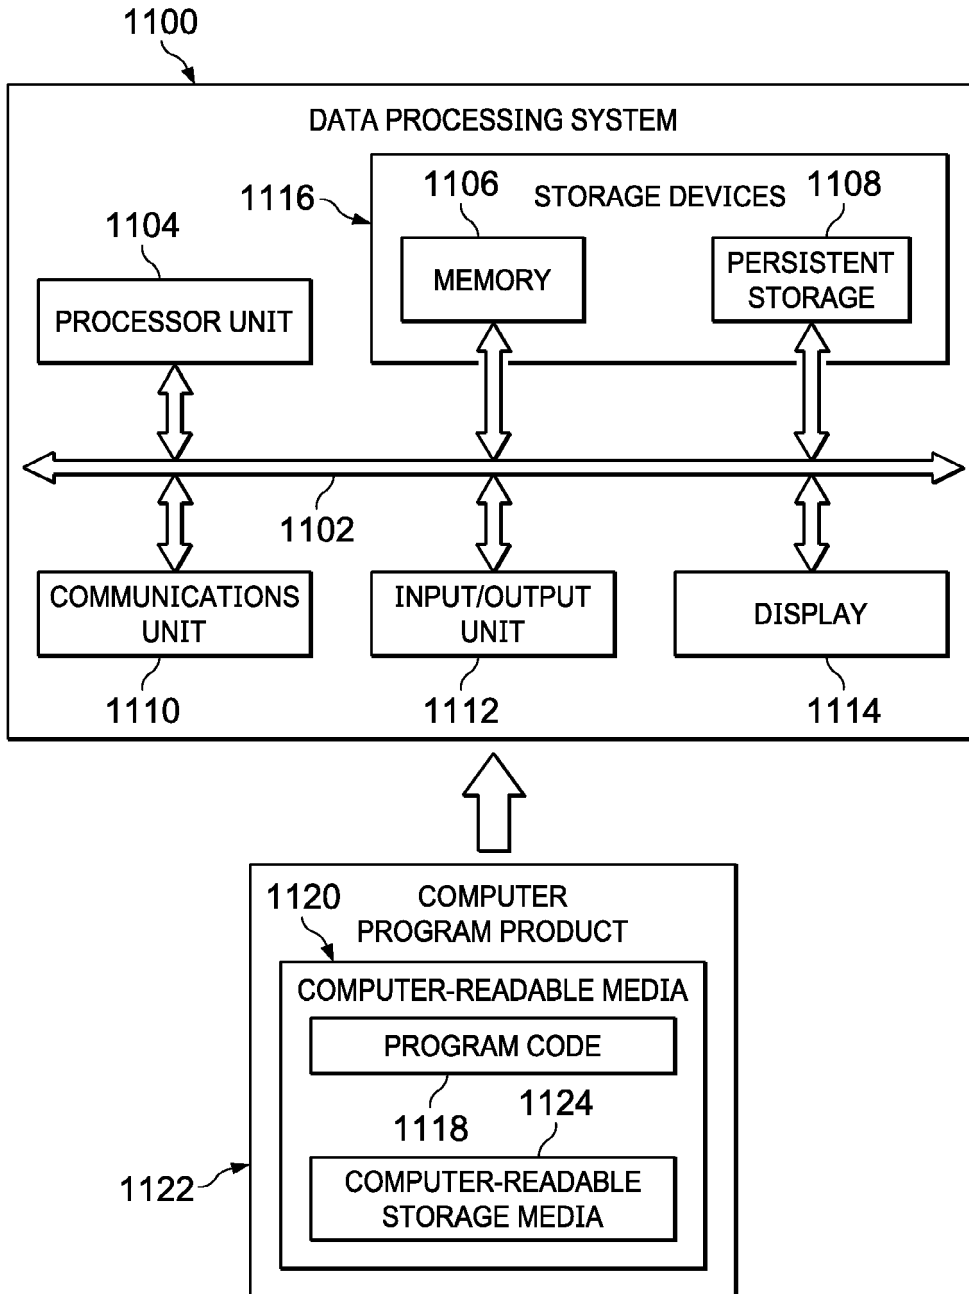 1100
DATA PROCESSING SYSTEM
1116
1106
STORAGE DEVICES
1108
1104
MEMORY
PERSISTENT
STORAGE
PROCESSOR UNIT
1102
COMMUNICATIONS
UNIT
INPUT/OUTPUT
UNIT
DISPLAY
1110
1112
1114
1120
COMPUTER
PROGRAM PRODUCT
COMPUTER-READABLE MEDIA
PROGRAM CODE
1118
1124
1122
COMPUTER-READABLE
STORAGE MEDIA